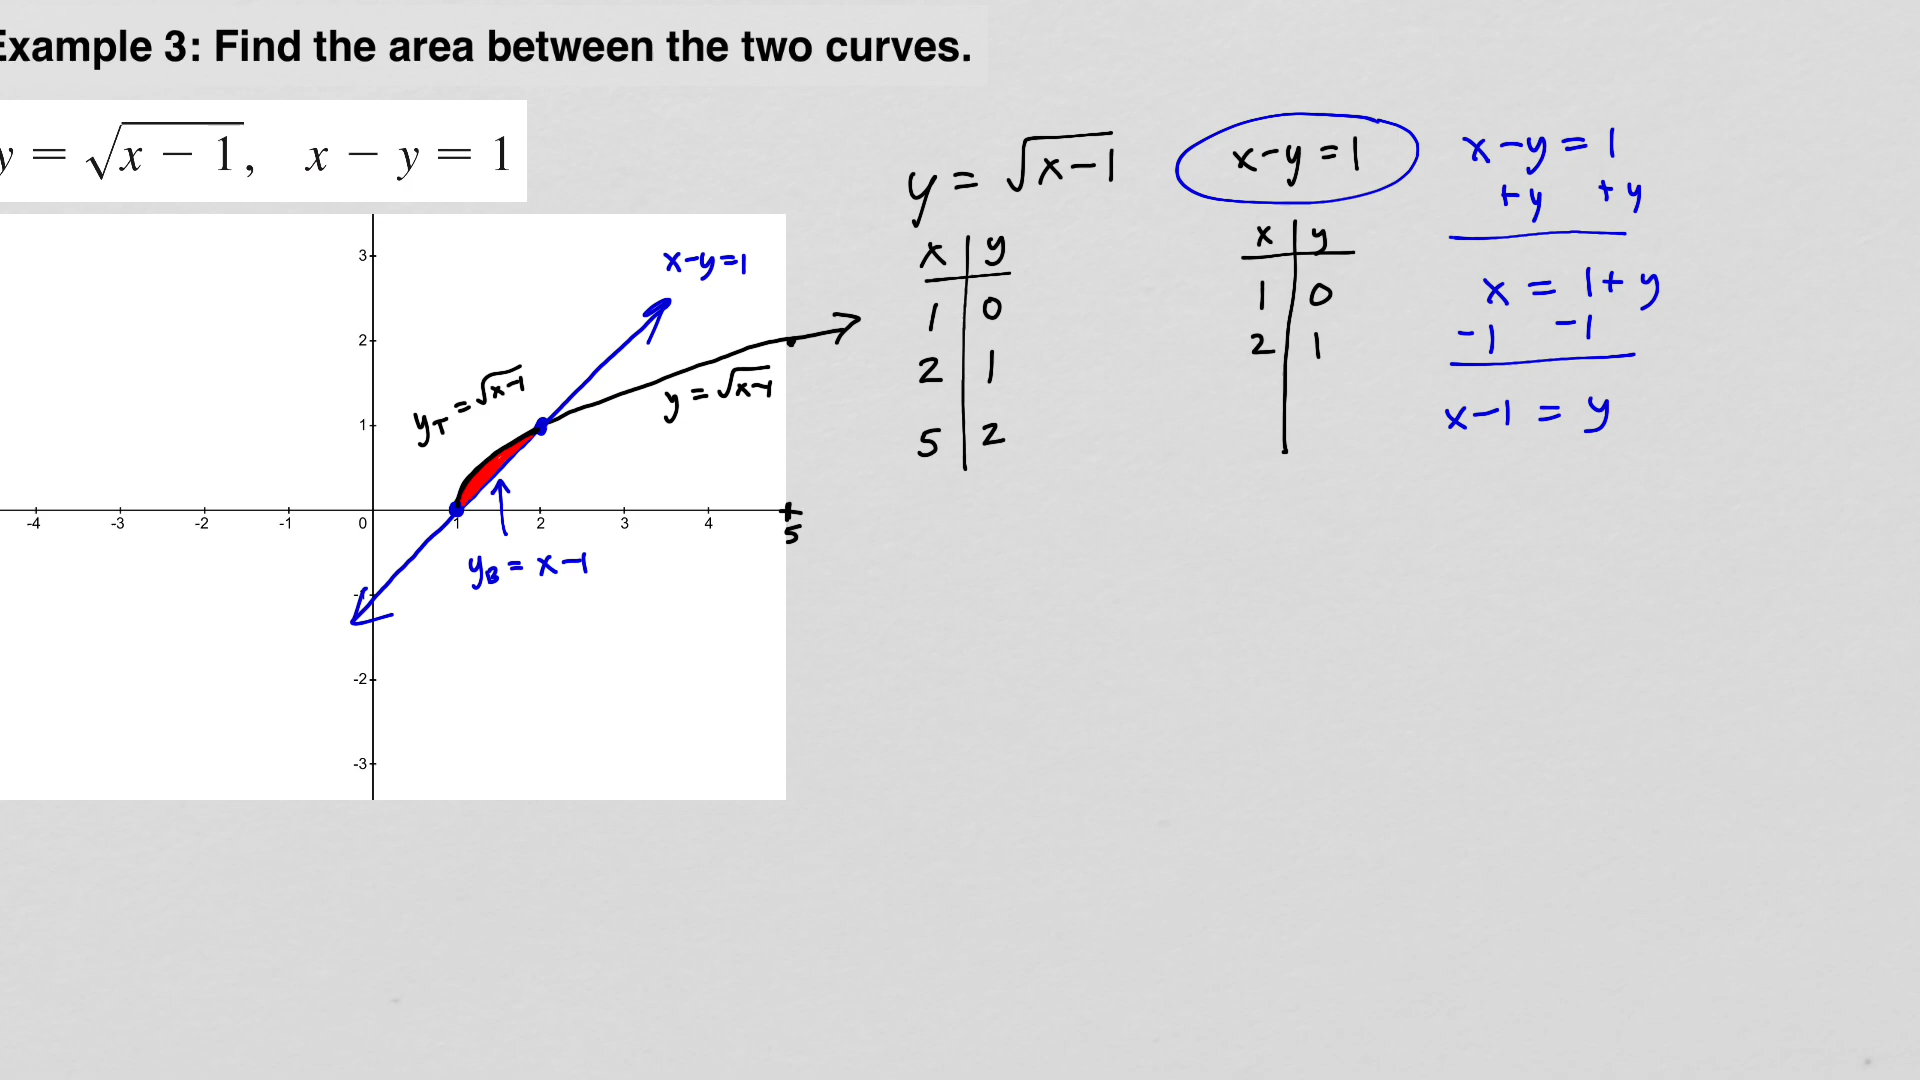 Example 3: Find the area between the two curves.
y = √x − 1, x − y = 1
y = √x−1
x y
1 0
2 1
5 2
x−y=1
x y
1 0
2 1
x−y = 1
+y +y
x = 1+y
−1 −1
x−1 = y
3
2
1
-4 -3 -2 -1 0 1 2 3 4 5
-1
-2
-3
x−y=1
yT = √x−1
y = √x−1
yB = x−1